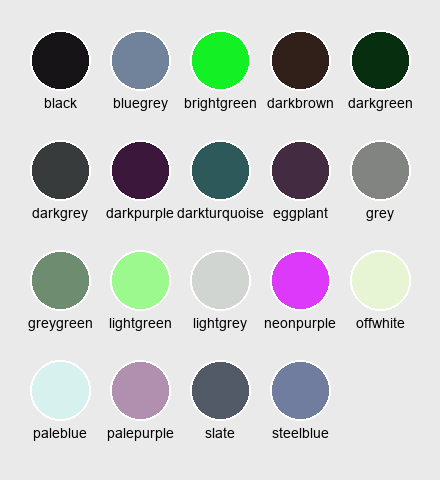 black bluegrey brightgreen darkbrown darkgreen
darkgrey darkpurple darkturquoise eggplant grey
greygreen lightgreen lightgrey neonpurple offwhite
paleblue palepurple slate steelblue